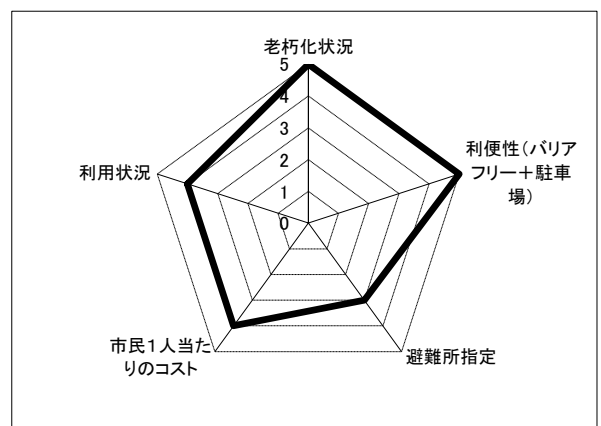 老朽化状況
5
4
3
2
1
0
利便性(バリア
フリー+駐車
場)
利用状況
市民1人当た
りのコスト
避難所指定